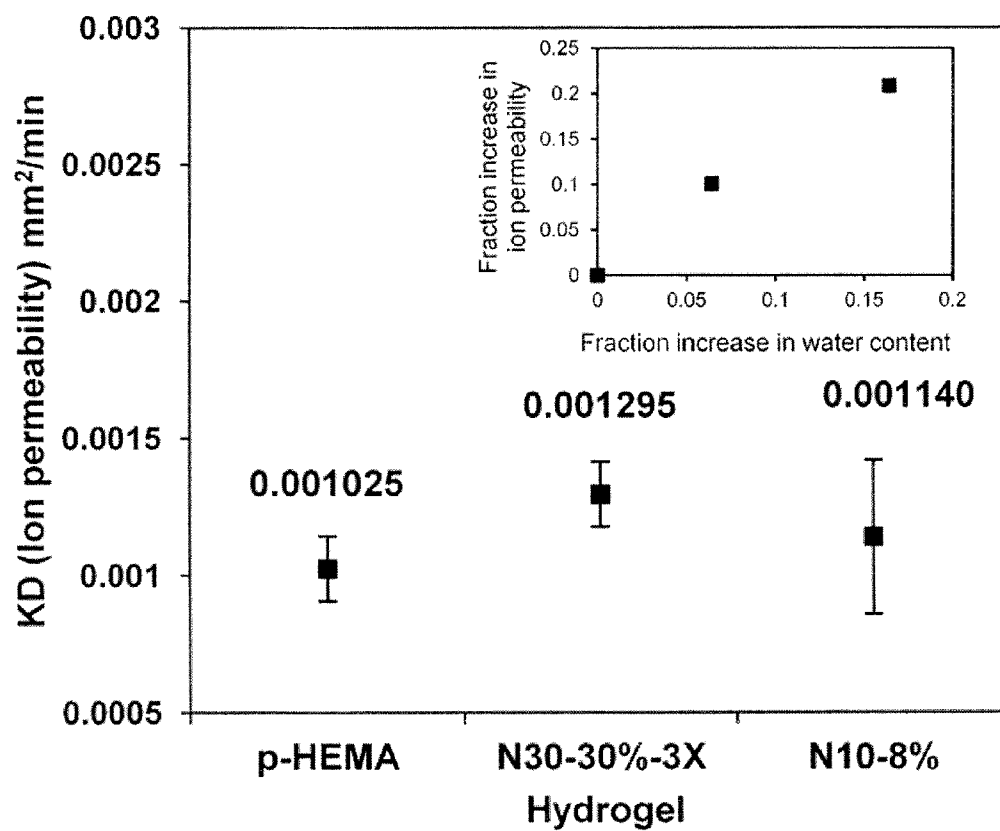 KD (Ion permeability) mm²/min
0.003
0.0025
0.002
0.0015
0.001
0.0005
Fraction increase in
ion permeability
0.25
0.2
0.15
0.1
0.05
0
0 0.05 0.1 0.15 0.2
Fraction increase in water content
0.001025
0.001295
0.001140
p-HEMA N30-30%-3X N10-8%
Hydrogel